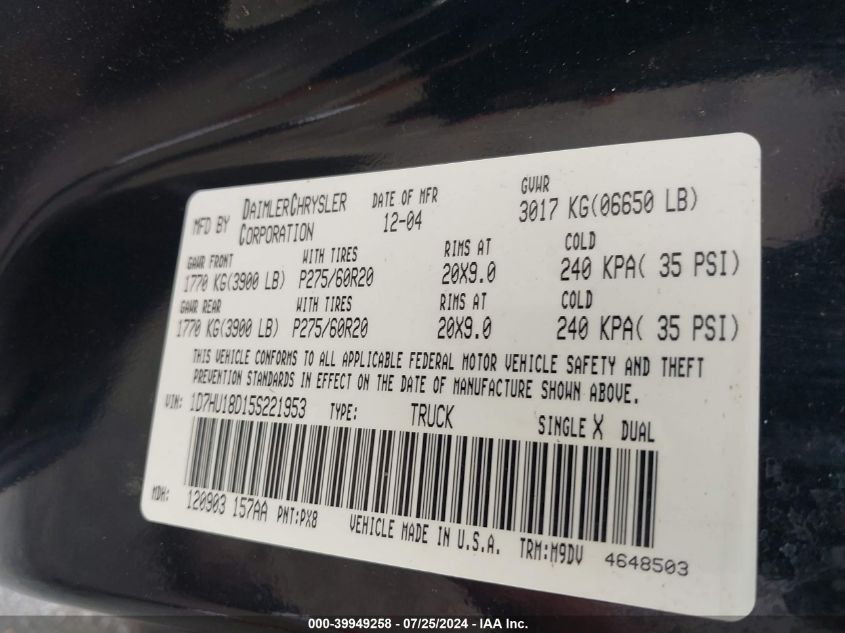 MFD BY DAIMLERCHRYSLER CORPORATION DATE OF MFR 12-04 GVWR 3017 KG(06650 LB)
GAWR FRONT WITH TIRES RIMS AT COLD
1770 KG(3900 LB) P275/60R20 20X9.0 240 KPA( 35 PSI)
GAWR REAR WITH TIRES RIMS AT COLD
1770 KG(3900 LB) P275/60R20 20X9.0 240 KPA( 35 PSI)
THIS VEHICLE CONFORMS TO ALL APPLICABLE FEDERAL MOTOR VEHICLE SAFETY AND THEFT
PREVENTION STANDARDS IN EFFECT ON THE DATE OF MANUFACTURE SHOWN ABOVE.
VIN: 1D7HU18D15S221953 TYPE: TRUCK SINGLE X DUAL
MDH: 120903 157AA PNT:PX8 VEHICLE MADE IN U.S.A. TRM:M9DV 4648503
000-39949258 - 07/25/2024 - IAA Inc.